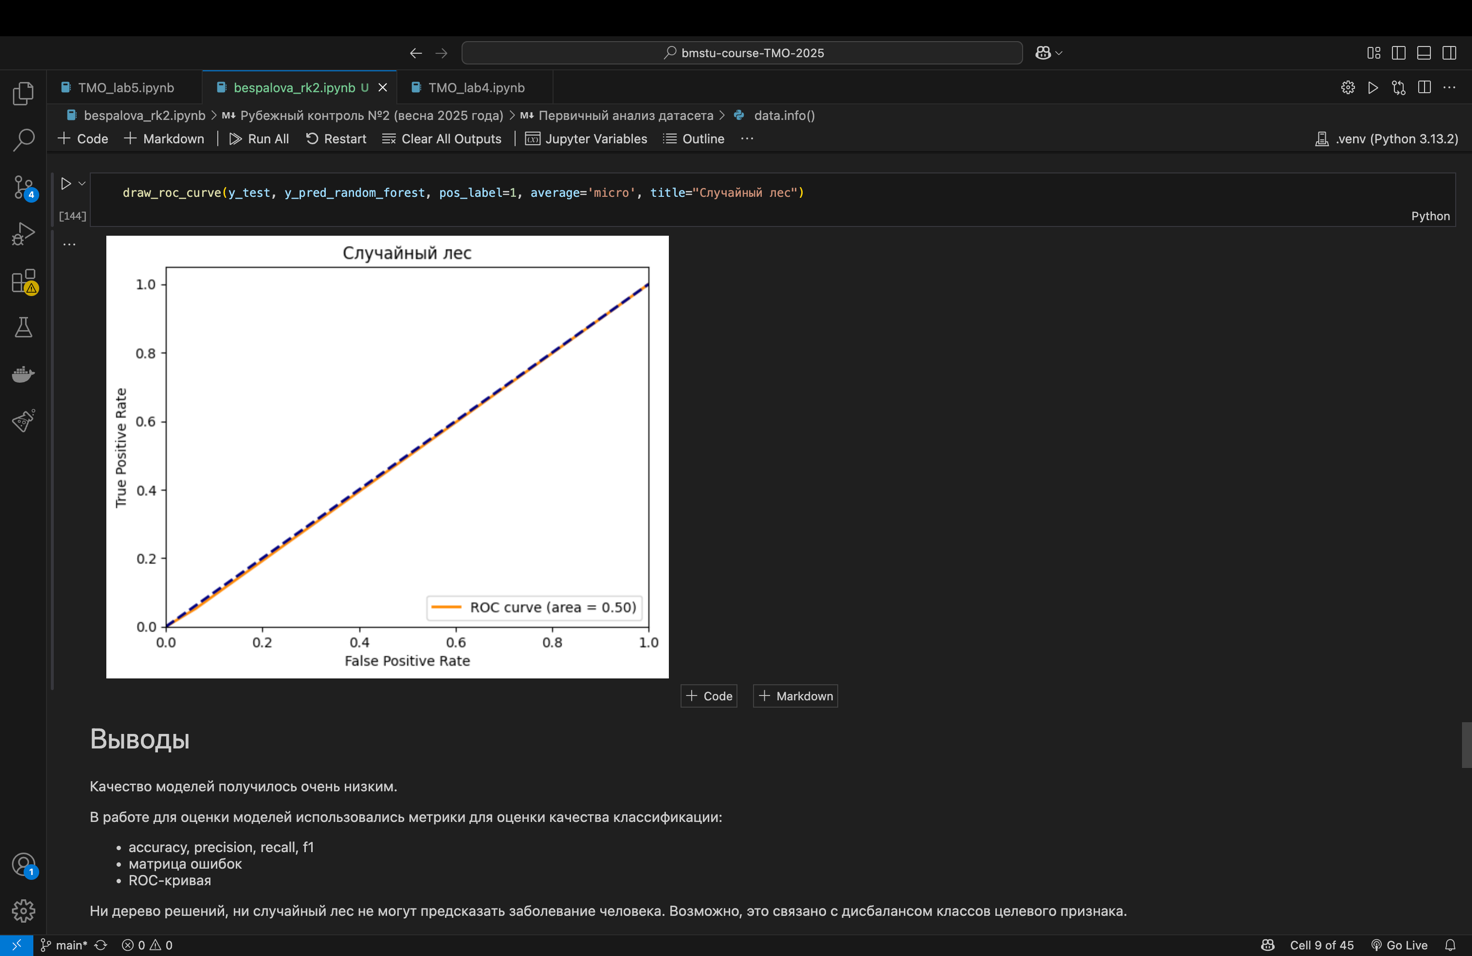 bmstu-course-TMO-2025
TMO_lab5.ipynb
bespalova_rk2.ipynb U
TMO_lab4.ipynb
bespalova_rk2.ipynb > M↓ Рубежный контроль №2 (весна 2025 года) > M↓ Первичный анализ датасета > data.info()
+ Code + Markdown | Run All Restart Clear All Outputs | Jupyter Variables Outline ...
.venv (Python 3.13.2)
draw_roc_curve(y_test, y_pred_random_forest, pos_label=1, average='micro', title="Случайный лес")
[144]
Python
...
Случайный лес
1.0
0.8
0.6
0.4
0.2
0.0
True Positive Rate
ROC curve (area = 0.50)
0.0 0.2 0.4 0.6 0.8 1.0
False Positive Rate
+ Code + Markdown
Выводы
Качество моделей получилось очень низким.
В работе для оценки моделей использовались метрики для оценки качества классификации:
• accuracy, precision, recall, f1
• матрица ошибок
• ROC-кривая
Ни дерево решений, ни случайный лес не могут предсказать заболевание человека. Возможно, это связано с дисбалансом классов целевого признака.
4
1
main* 0 0
Cell 9 of 45 Go Live